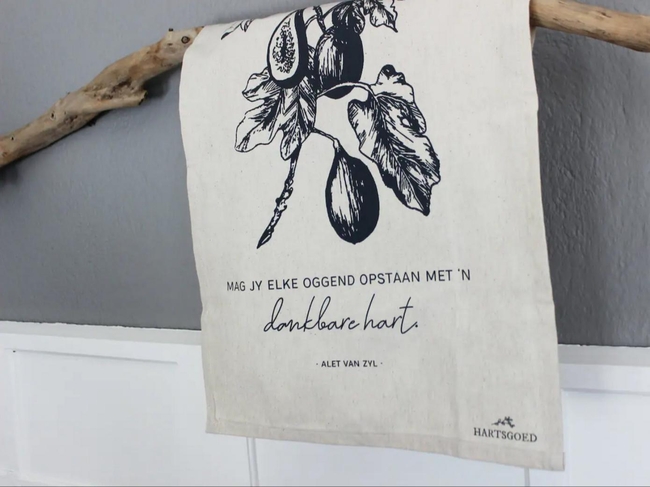 MAG JY ELKE OGGEND OPSTAAN MET 'N
dankbare hart.
- ALET VAN ZYL -
HARTSGOED